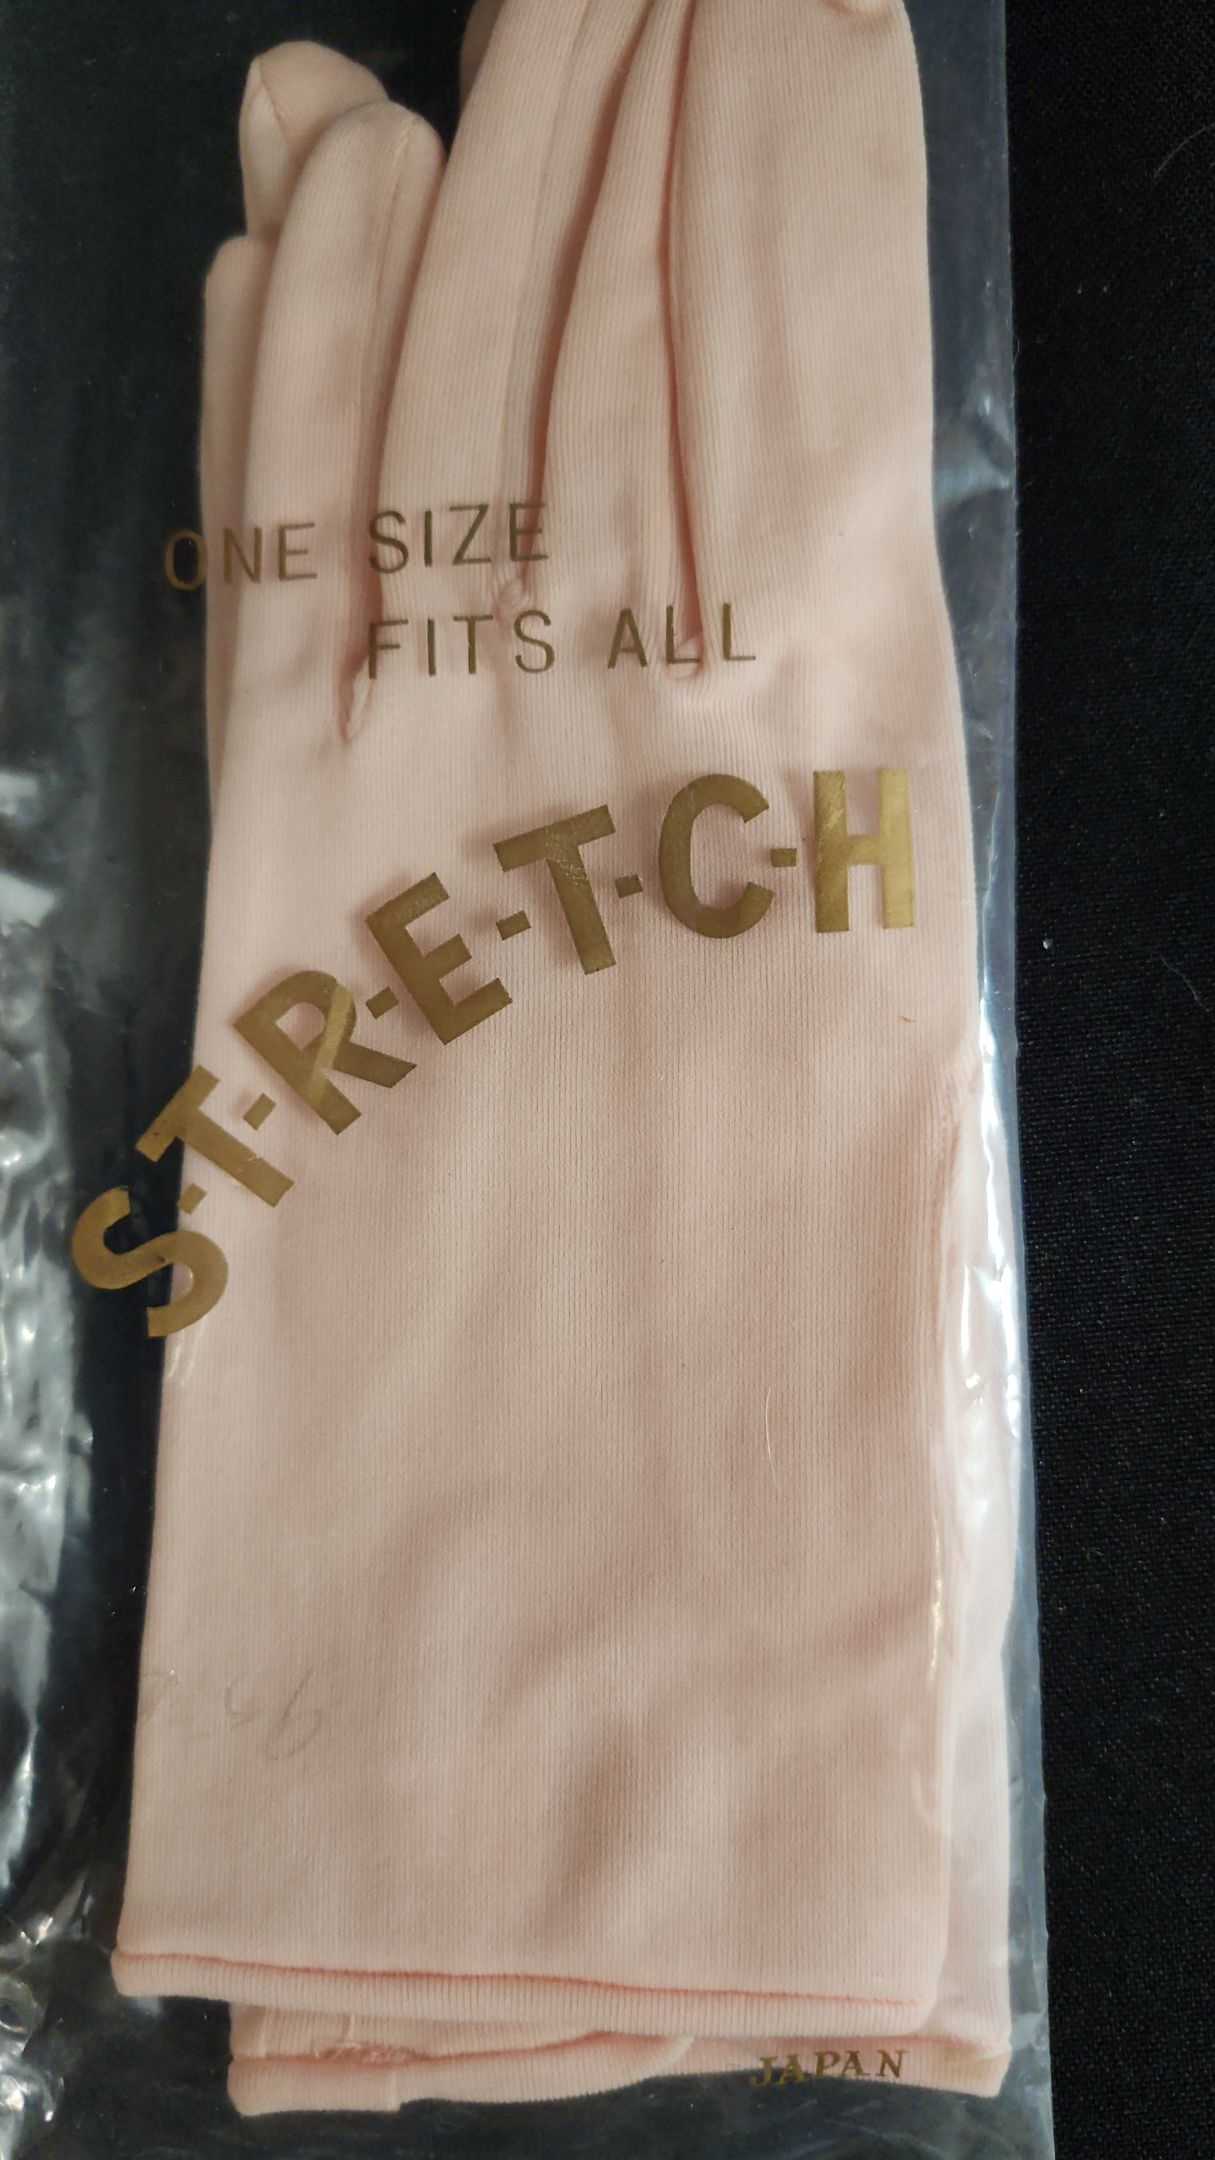 ONE SIZE
FITS ALL
S·T·R·E·T·C·H
JAPAN